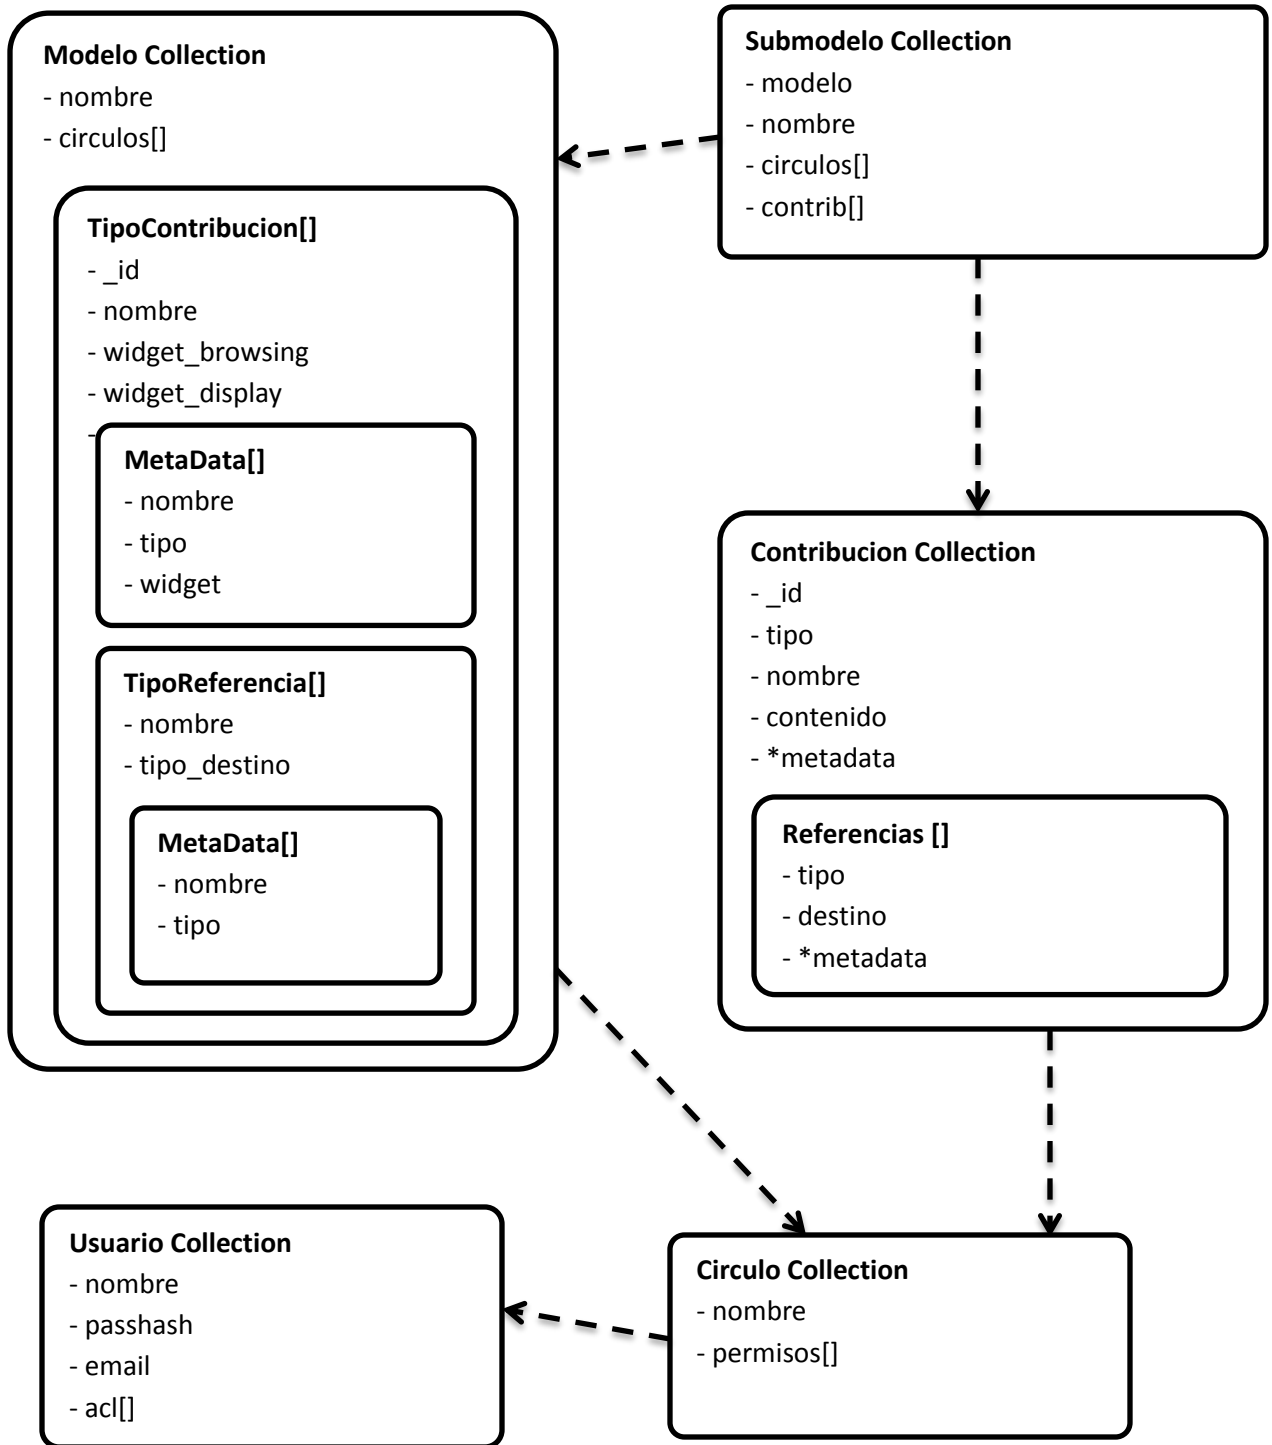 Modelo Collection
- nombre
- circulos[]
TipoContribucion[]
- _id
- nombre
- widget_browsing
- widget_display
-
MetaData[]
- nombre
- tipo
- widget
TipoReferencia[]
- nombre
- tipo_destino
MetaData[]
- nombre
- tipo
Submodelo Collection
- modelo
- nombre
- circulos[]
- contrib[]
Contribucion Collection
- _id
- tipo
- nombre
- contenido
- *metadata
Referencias []
- tipo
- destino
- *metadata
Usuario Collection
- nombre
- passhash
- email
- acl[]
Circulo Collection
- nombre
- permisos[]